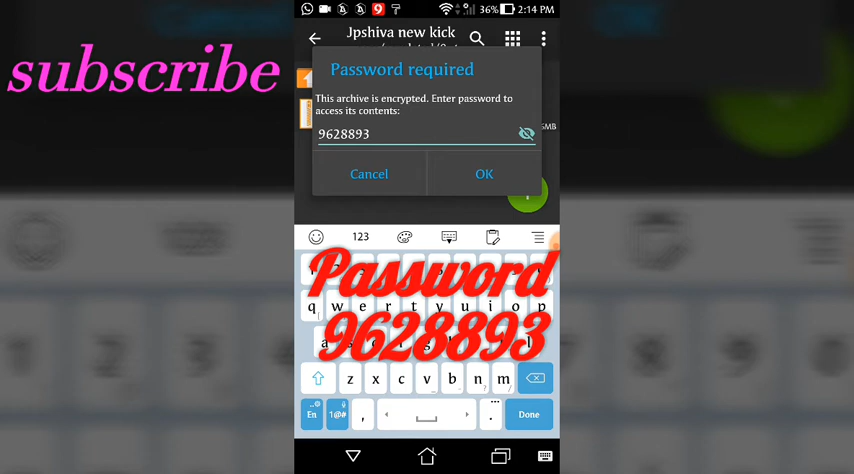 36% 2:14 PM
Jpshiva new kick
subscribe
Password required
This archive is encrypted. Enter password to
access its contents:
9628893
MB
Cancel OK
123
Password
q w e r t y u i o p
9628893
a
z x c v b n m
En 1@# , . Done